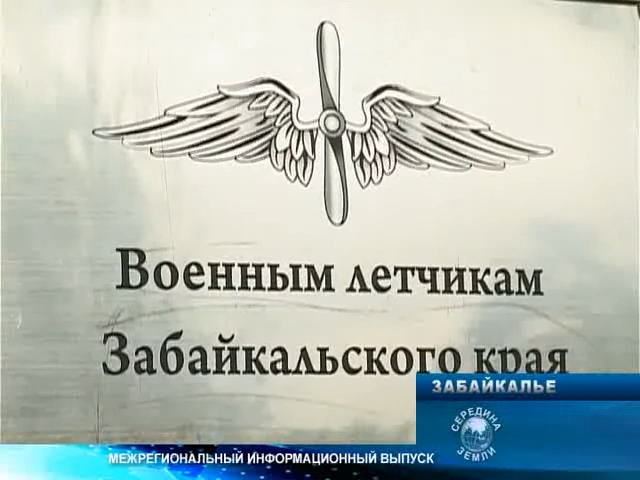 Военным летчикам
Забайкальского края
ЗАБАЙКАЛЬЕ
СЕРЕДИНА
ЗЕМЛИ
МЕЖРЕГИОНАЛЬНЫЙ ИНФОРМАЦИОННЫЙ ВЫПУСК